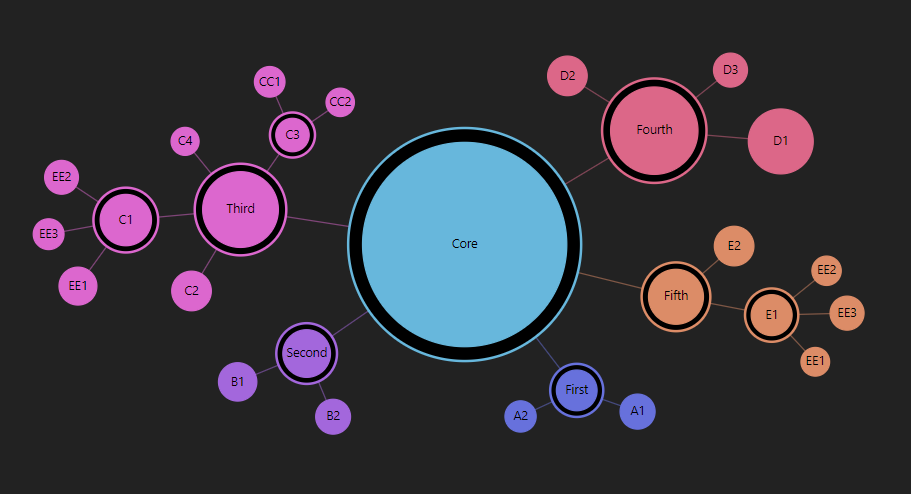 CC1
CC2
C3
C4
Third
EE2
C1
EE3
EE1
C2
Core
D2
D3
Fourth
D1
E2
Fifth
EE2
E1
EE3
EE1
Second
B1
B2
First
A2
A1